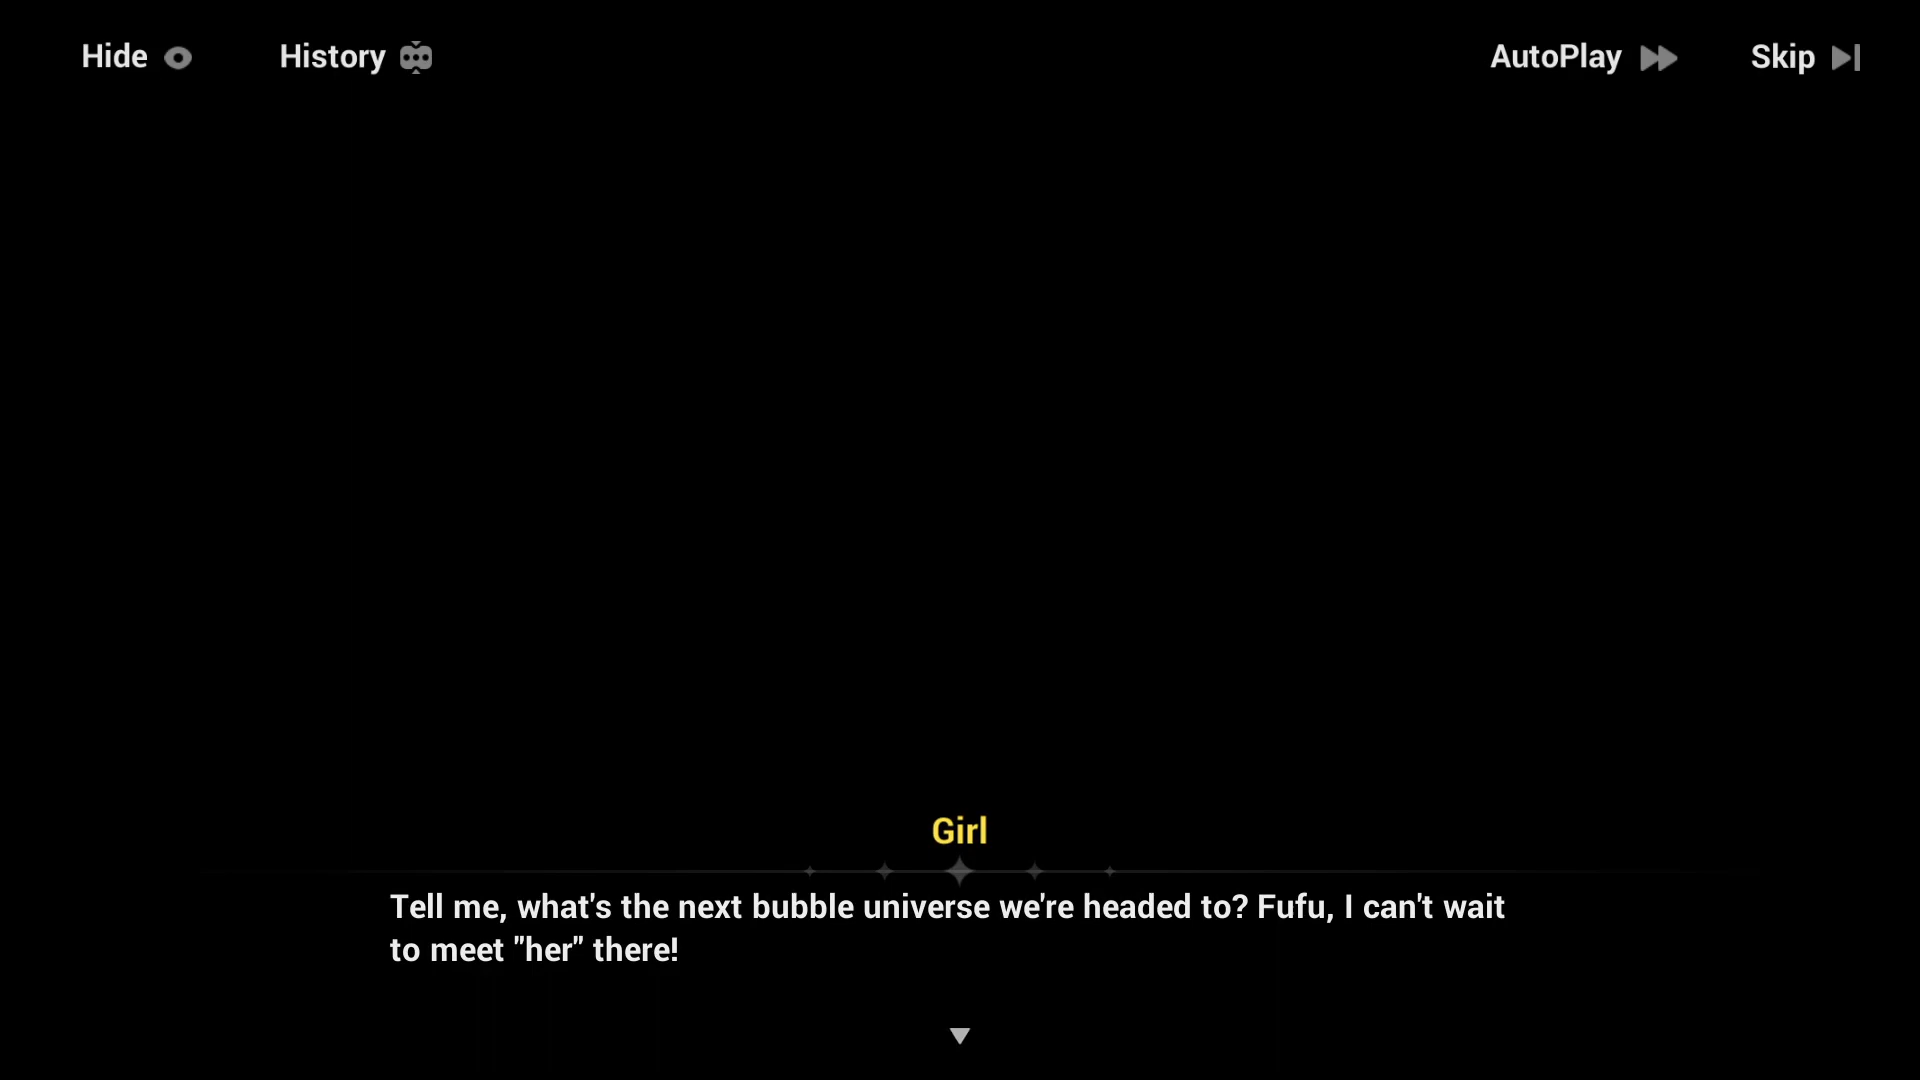 Hide
History
AutoPlay
Skip
Girl
Tell me, what's the next bubble universe we're headed to? Fufu, I can't wait
to meet "her" there!